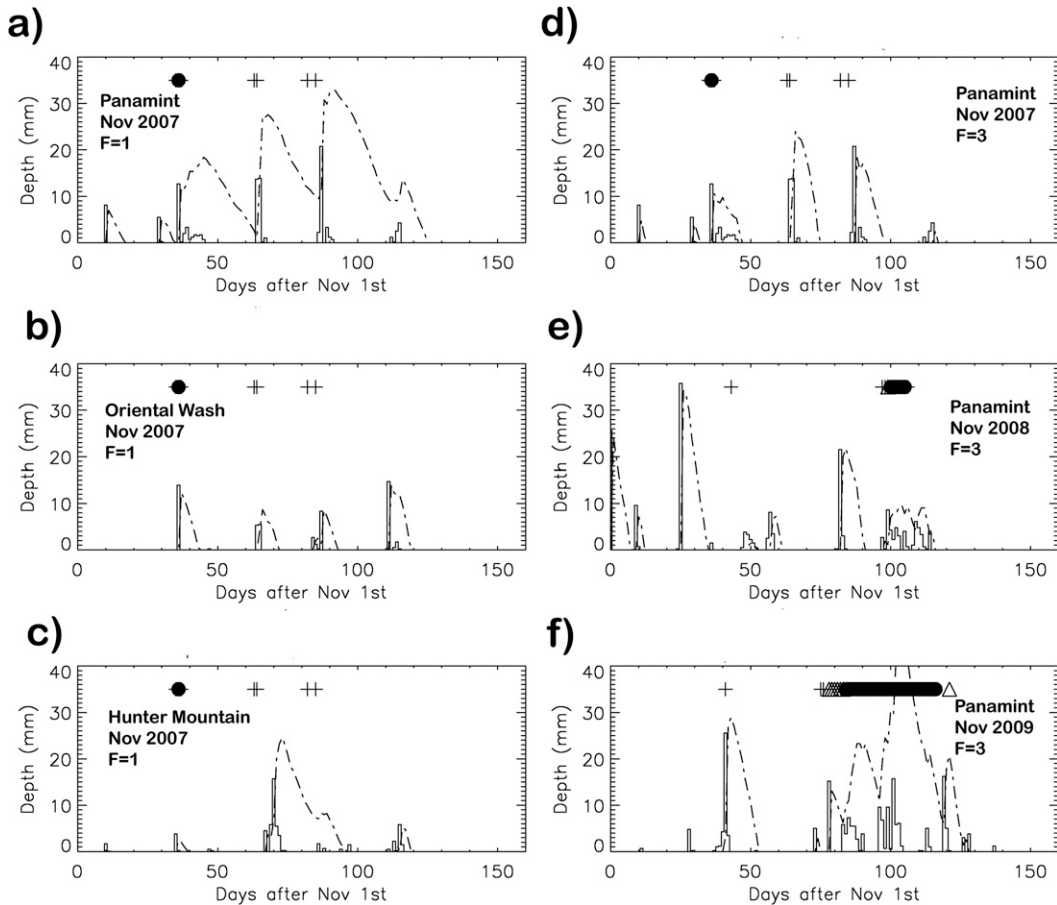 a)
Depth (mm)
40
30
20
10
0
Panamint
Nov 2007
F=1
0 50 100 150
Days after Nov 1st
b)
Depth (mm)
40
30
20
10
0
Oriental Wash
Nov 2007
F=1
0 50 100 150
Days after Nov 1st
c)
Depth (mm)
40
30
20
10
0
Hunter Mountain
Nov 2007
F=1
0 50 100 150
Days after Nov 1st
d)
Depth (mm)
40
30
20
10
0
Panamint
Nov 2007
F=3
0 50 100 150
Days after Nov 1st
e)
Depth (mm)
40
30
20
10
0
Panamint
Nov 2008
F=3
0 50 100 150
Days after Nov 1st
f)
Depth (mm)
40
30
20
10
0
Panamint
Nov 2009
F=3
0 50 100 150
Days after Nov 1st